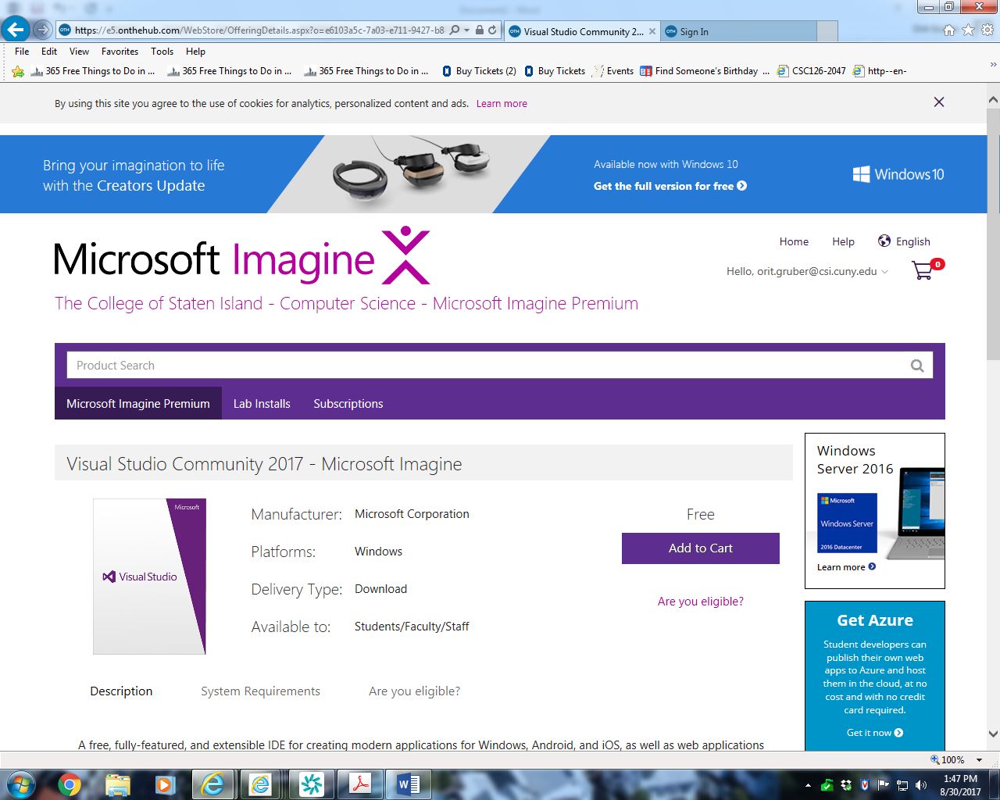 https://e5.onthehub.com/WebStore/OfferingDetails.aspx?o=e6103a5c-7a03-e711-9427-b8
Visual Studio Community 2...
Sign In
File Edit View Favorites Tools Help
365 Free Things to Do in ... 365 Free Things to Do in ... 365 Free Things to Do in ... Buy Tickets (2) Buy Tickets Events Find Someone's Birthday ... CSC126-2047 http--en-
By using this site you agree to the use of cookies for analytics, personalized content and ads. Learn more
Bring your imagination to life
with the Creators Update
Available now with Windows 10
Get the full version for free
Windows 10
Microsoft Imagine
Home Help English
Hello, orit.gruber@csi.cuny.edu
0
The College of Staten Island - Computer Science - Microsoft Imagine Premium
Product Search
Microsoft Imagine Premium Lab Installs Subscriptions
Visual Studio Community 2017 - Microsoft Imagine
Microsoft
Visual Studio
Manufacturer: Microsoft Corporation
Platforms: Windows
Delivery Type: Download
Available to: Students/Faculty/Staff
Free
Add to Cart
Are you eligible?
Description System Requirements Are you eligible?
A free, fully-featured, and extensible IDE for creating modern applications for Windows, Android, and iOS, as well as web applications
Windows
Server 2016
Microsoft
Windows Server
2016 Datacenter
Learn more
Get Azure
Student developers can
publish their own web
apps to Azure and host
them in the cloud, at no
cost and with no credit
card required.
Get it now
100%
1:47 PM
8/30/2017